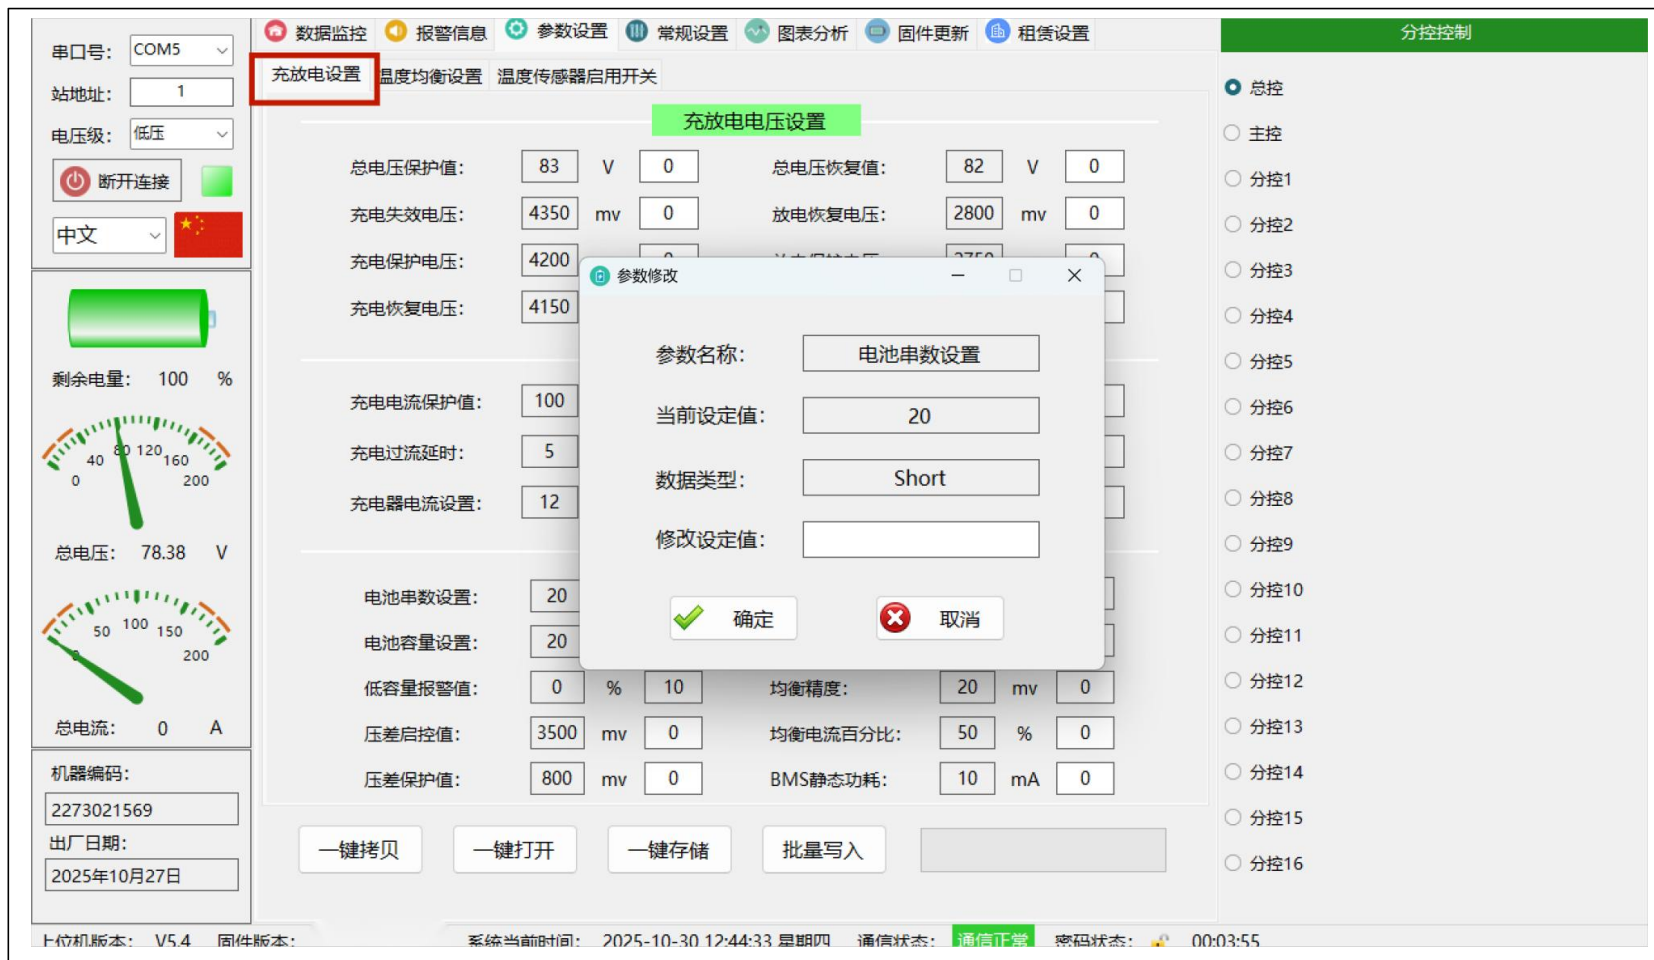 串口号： COM5
站地址： 1
电压级： 低压
断开连接
中文
剩余电量： 100 %
0 40 80 120 160 200
总电压： 78.38 V
50 100 150 200
总电流： 0 A
机器编码：
2273021569
出厂日期：
2025年10月27日
数据监控 报警信息 参数设置 常规设置 图表分析 固件更新 租赁设置
充放电设置 温度均衡设置 温度传感器启用开关
充放电电压设置
总电压保护值： 83 V 0 总电压恢复值： 82 V 0
充电失效电压： 4350 mv 0 放电恢复电压： 2800 mv 0
充电保护电压： 4200
充电恢复电压： 4150
充电电流保护值： 100
充电过流延时： 5
充电器电流设置： 12
电池串数设置： 20
电池容量设置： 20
低容量报警值： 0 % 10 均衡精度： 20 mv 0
压差启控值： 3500 mv 0 均衡电流百分比： 50 % 0
压差保护值： 800 mv 0 BMS静态功耗： 10 mA 0
一键拷贝 一键打开 一键存储 批量写入
参数修改
参数名称： 电池串数设置
当前设定值： 20
数据类型： Short
修改设定值：
确定 取消
分控控制
总控
主控
分控1
分控2
分控3
分控4
分控5
分控6
分控7
分控8
分控9
分控10
分控11
分控12
分控13
分控14
分控15
分控16
上位机版本： V5.4 固件版本： 系统当前时间： 2025-10-30 12:44:33 星期四 通信状态： 通信正常 密码状态： 00:03:55